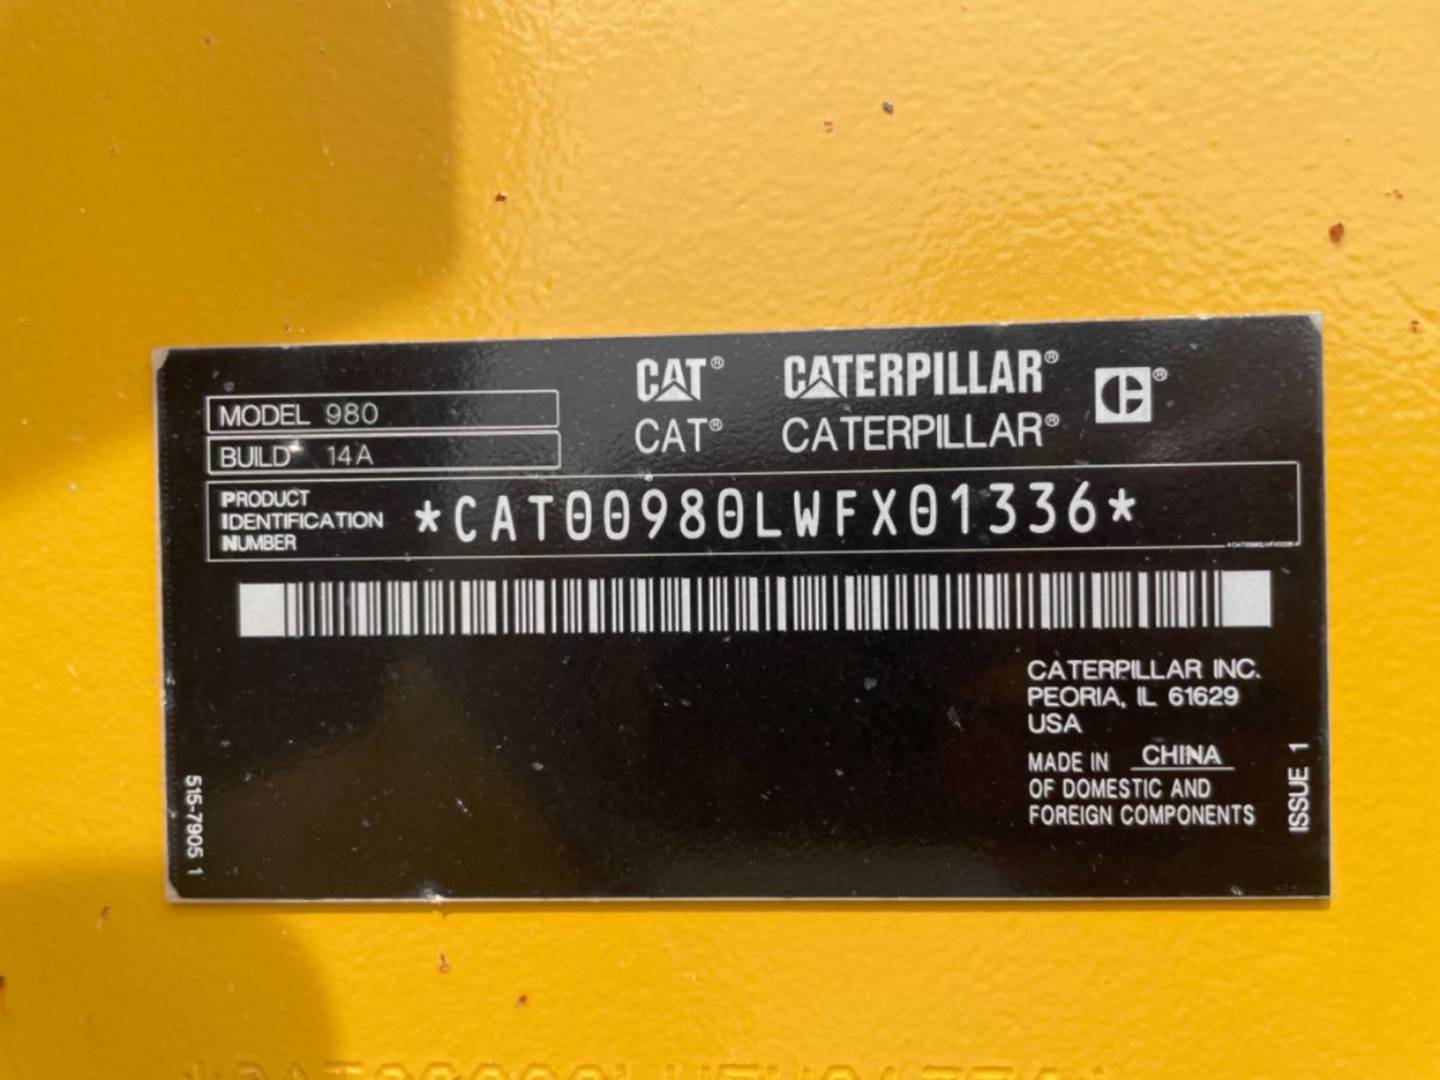 CAT® CATERPILLAR®
MODEL 980
CAT® CATERPILLAR®
BUILD 14A
PRODUCT IDENTIFICATION NUMBER *CAT00980LWFX01336*
CATERPILLAR INC.
PEORIA, IL 61629
USA
MADE IN CHINA
OF DOMESTIC AND
FOREIGN COMPONENTS
515-7905 1
ISSUE 1